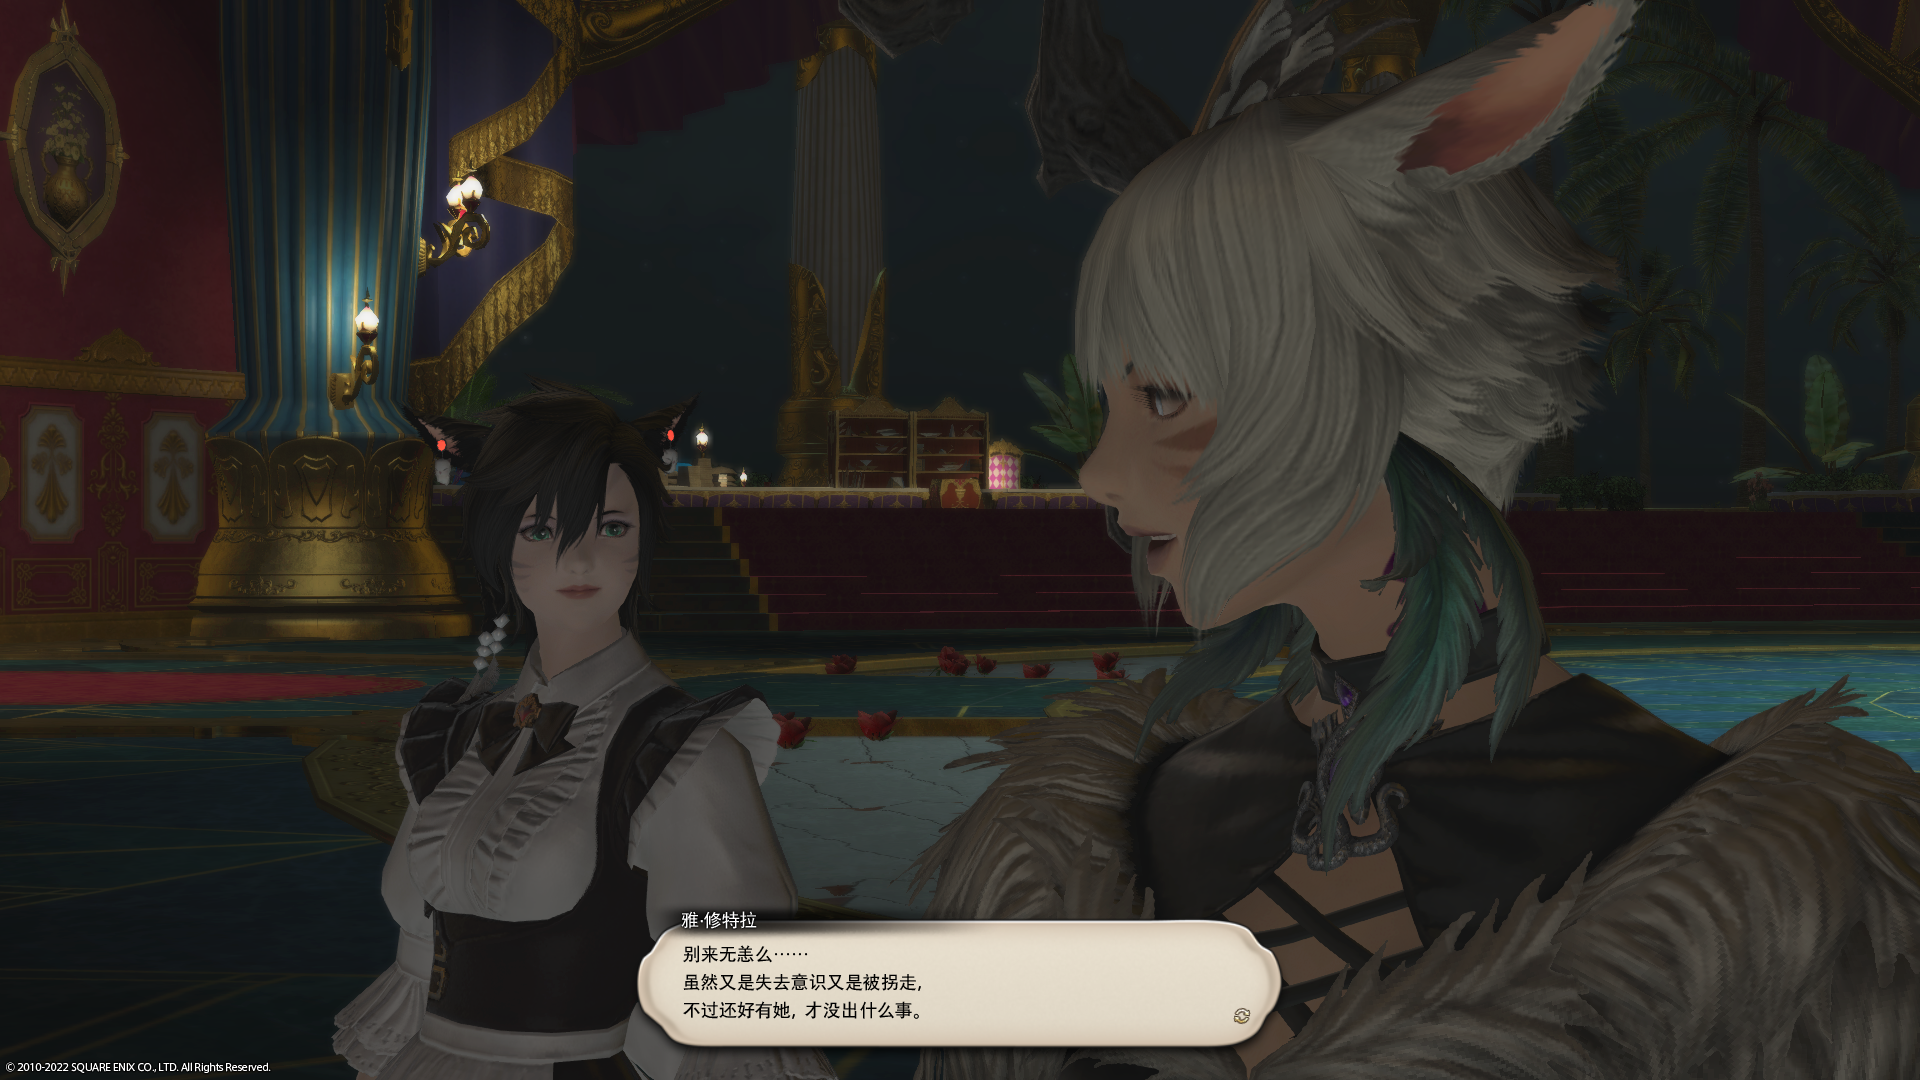 雅·修特拉
别来无恙么……
虽然又是失去意识又是被拐走，
不过还好有她，才没出什么事。
© 2010-2022 SQUARE ENIX CO., LTD. All Rights Reserved.